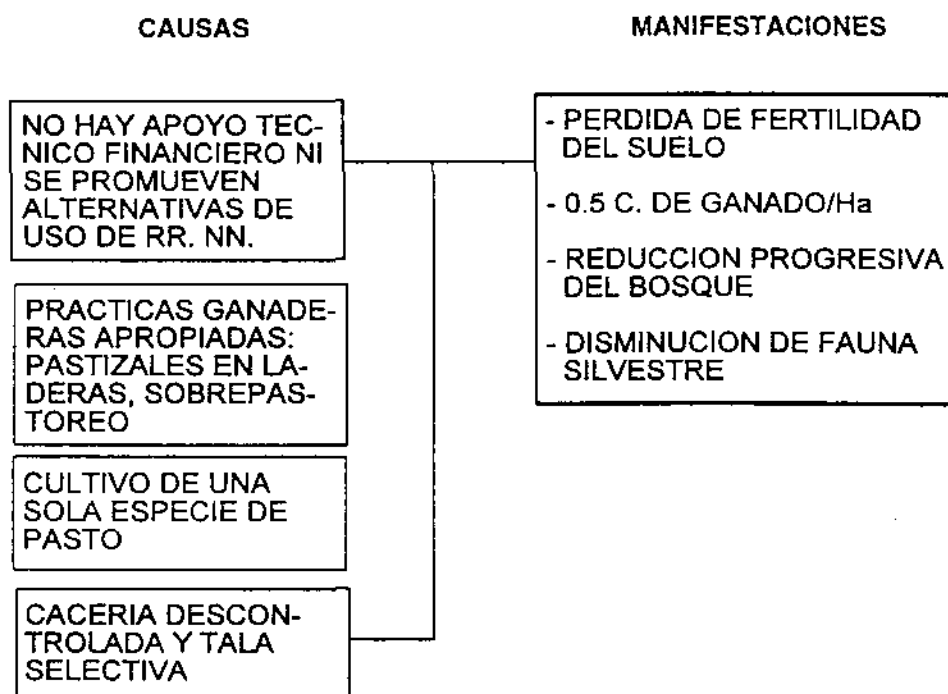 CAUSAS
NO HAY APOYO TEC-
NICO FINANCIERO NI
SE PROMUEVEN
ALTERNATIVAS DE
USO DE RR. NN.
PRACTICAS GANADE-
RAS APROPIADAS:
PASTIZALES EN LA-
DERAS, SOBREPAS-
TOREO
CULTIVO DE UNA
SOLA ESPECIE DE
PASTO
CACERIA DESCON-
TROLADA Y TALA
SELECTIVA
MANIFESTACIONES
- PERDIDA DE FERTILIDAD
DEL SUELO
- 0.5 C. DE GANADO/Ha
- REDUCCION PROGRESIVA
DEL BOSQUE
- DISMINUCION DE FAUNA
SILVESTRE